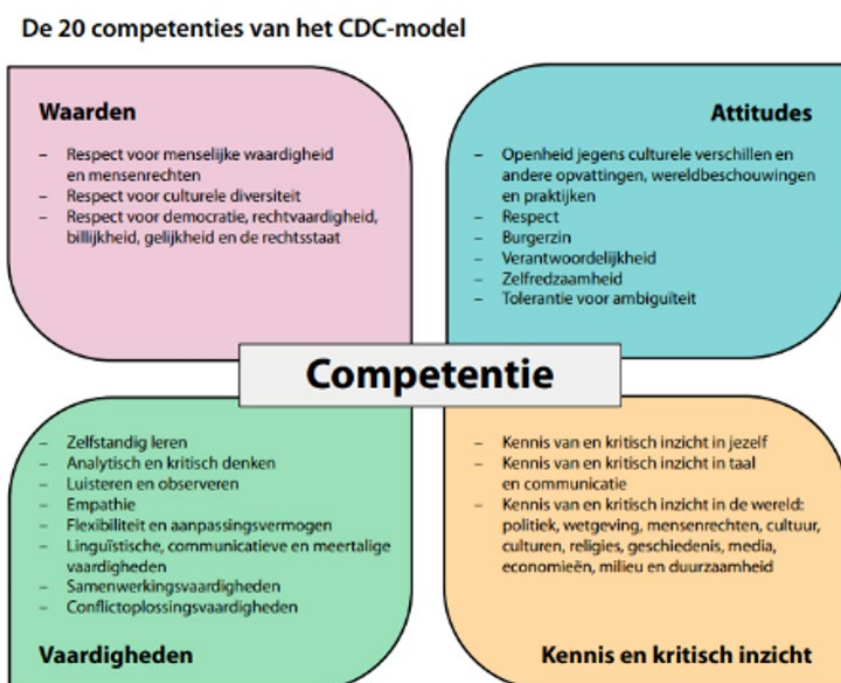 De 20 competenties van het CDC-model
Waarden
– Respect voor menselijke waardigheid
en mensenrechten
– Respect voor culturele diversiteit
– Respect voor democratie, rechtvaardigheid,
billijkheid, gelijkheid en de rechtsstaat
Attitudes
– Openheid jegens culturele verschillen en
andere opvattingen, wereldbeschouwingen
en praktijken
– Respect
– Burgerzin
– Verantwoordelijkheid
– Zelfredzaamheid
– Tolerantie voor ambiguïteit
Competentie
– Zelfstandig leren
– Analytisch en kritisch denken
– Luisteren en observeren
– Empathie
– Flexibiliteit en aanpassingsvermogen
– Linguïstische, communicatieve en meertalige
vaardigheden
– Samenwerkingsvaardigheden
– Conflictoplossingsvaardigheden
Vaardigheden
– Kennis van en kritisch inzicht in jezelf
– Kennis van en kritisch inzicht in taal
en communicatie
– Kennis van en kritisch inzicht in de wereld:
politiek, wetgeving, mensenrechten, cultuur,
culturen, religies, geschiedenis, media,
economieën, milieu en duurzaamheid
Kennis en kritisch inzicht